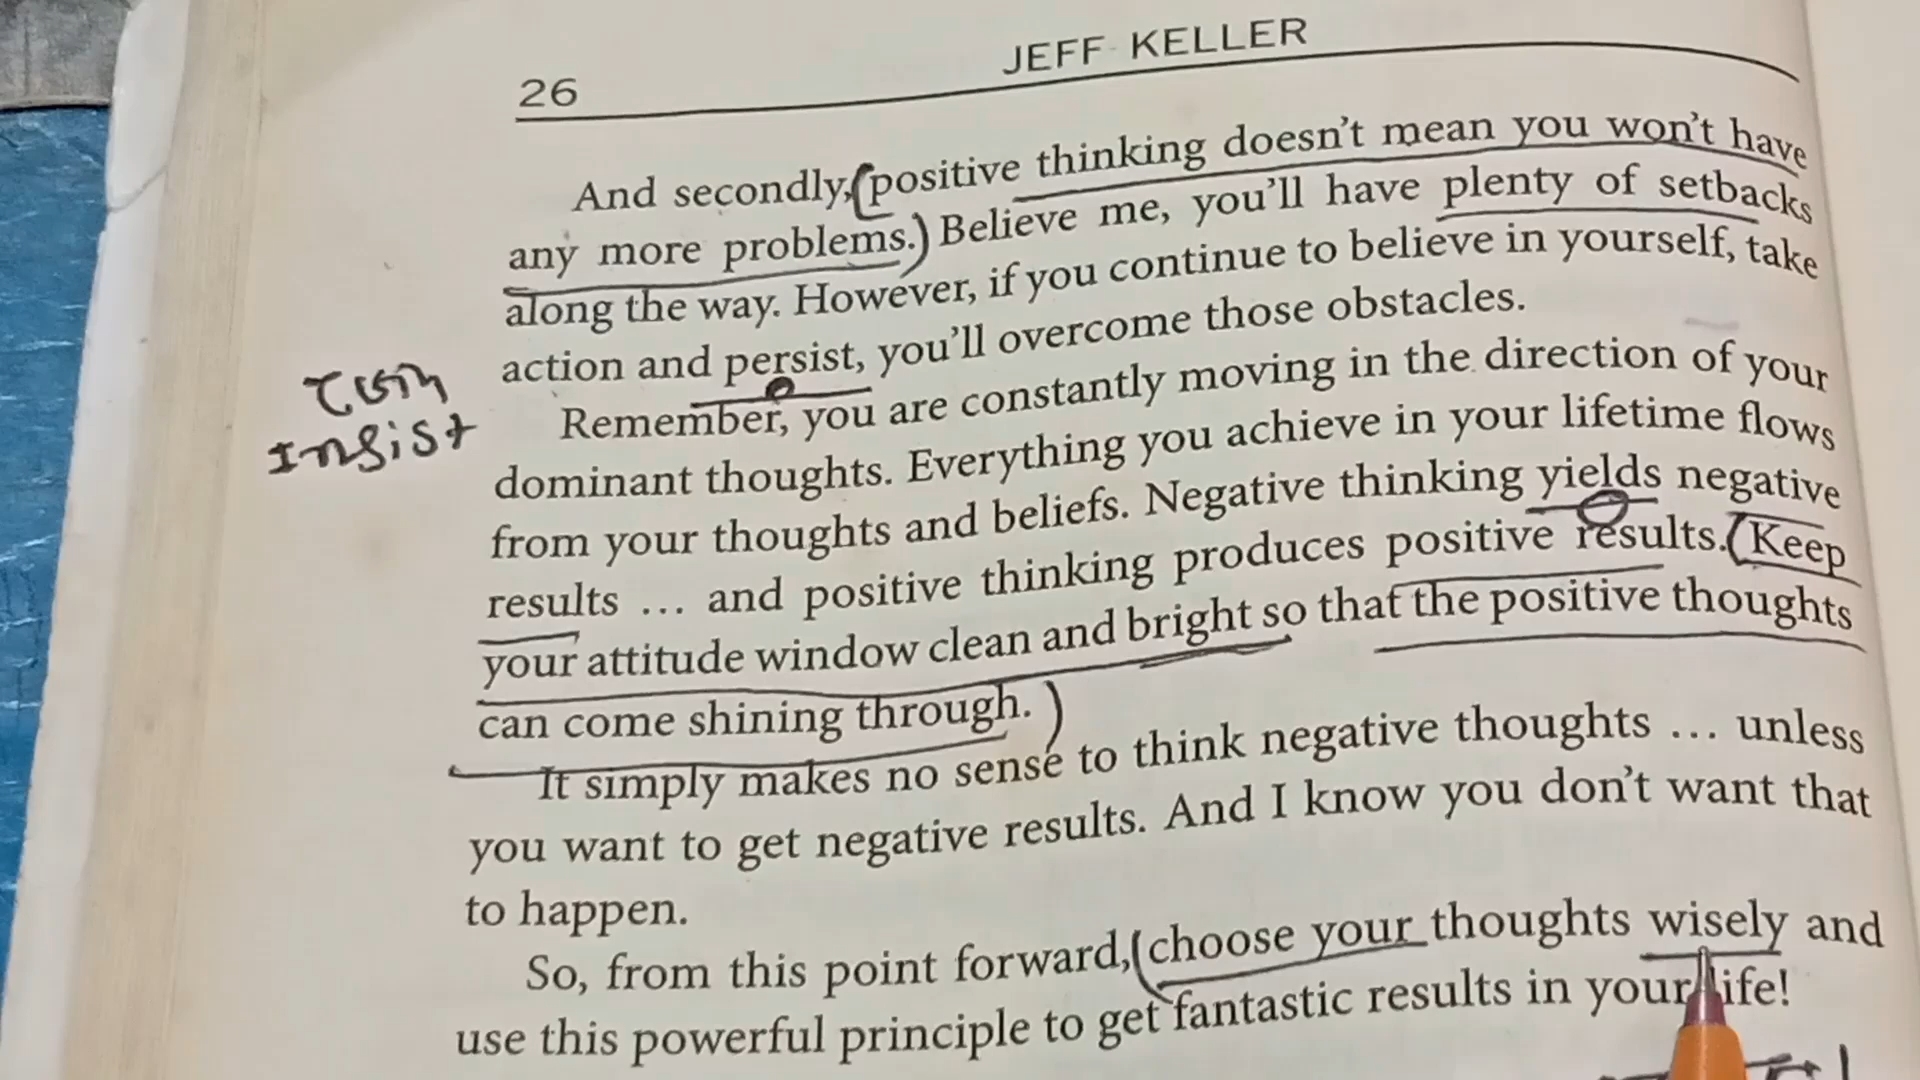 26
JEFF KELLER
And secondly, (positive thinking doesn't mean you won't have
any more problems.) Believe me, you'll have plenty of setbacks
along the way. However, if you continue to believe in yourself, take
action and persist, you'll overcome those obstacles.
Insist
Remember, you are constantly moving in the direction of your
dominant thoughts. Everything you achieve in your lifetime flows
from your thoughts and beliefs. Negative thinking yields negative
results ... and positive thinking produces positive results. (Keep
your attitude window clean and bright so that the positive thoughts
can come shining through.)
It simply makes no sense to think negative thoughts ... unless
you want to get negative results. And I know you don't want that
to happen.
So, from this point forward, (choose your thoughts wisely and
use this powerful principle to get fantastic results in your life!